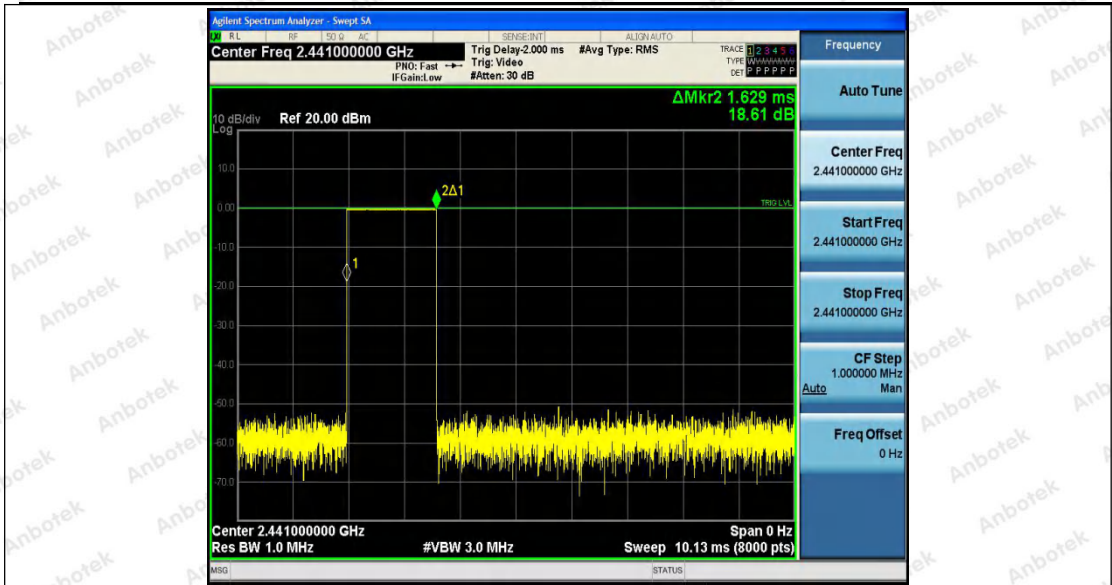 Agilent Spectrum Analyzer - Swept SA
LXI RL RF 50 Ω AC SENSE:INT ALIGN AUTO
Center Freq 2.441000000 GHz
PNO: Fast
IFGain:Low
Trig Delay-2.000 ms
Trig: Video
#Atten: 30 dB
#Avg Type: RMS
TRACE 1 2 3 4 5 6
TYPE
DET P P P P P P
ΔMkr2 1.629 ms
18.61 dB
10 dB/div Ref 20.00 dBm
Log
10.0
0.00
-10.0
-20.0
-30.0
-40.0
-50.0
-60.0
-70.0
2Δ1
TRIG LVL
1
Center 2.441000000 GHz Span 0 Hz
Res BW 1.0 MHz #VBW 3.0 MHz Sweep 10.13 ms (8000 pts)
MSG STATUS
Frequency
Auto Tune
Center Freq
2.441000000 GHz
Start Freq
2.441000000 GHz
Stop Freq
2.441000000 GHz
CF Step
1.000000 MHz
Auto Man
Freq Offset
0 Hz
Anbotek